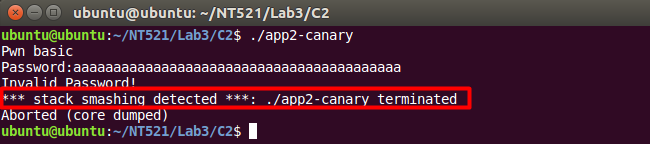 ubuntu@ubuntu: ~/NT521/Lab3/C2
ubuntu@ubuntu:~/NT521/Lab3/C2$ ./app2-canary
Pwn basic
Password:aaaaaaaaaaaaaaaaaaaaaaaaaaaaaaaaaaaaaaaaa
Invalid Password!
*** stack smashing detected ***: ./app2-canary terminated
Aborted (core dumped)
ubuntu@ubuntu:~/NT521/Lab3/C2$